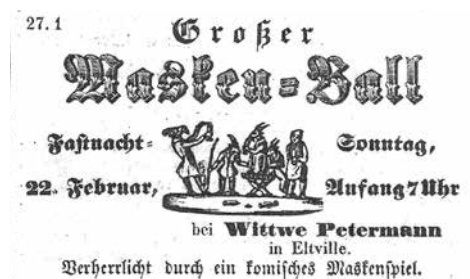 27.1
Großer
Masken=Ball
Fastnacht= Sonntag,
22. Februar, Anfang 7 Uhr
bei Wittwe Petermann
in Eltville.
Verherrlicht durch ein komisches Maskenspiel.